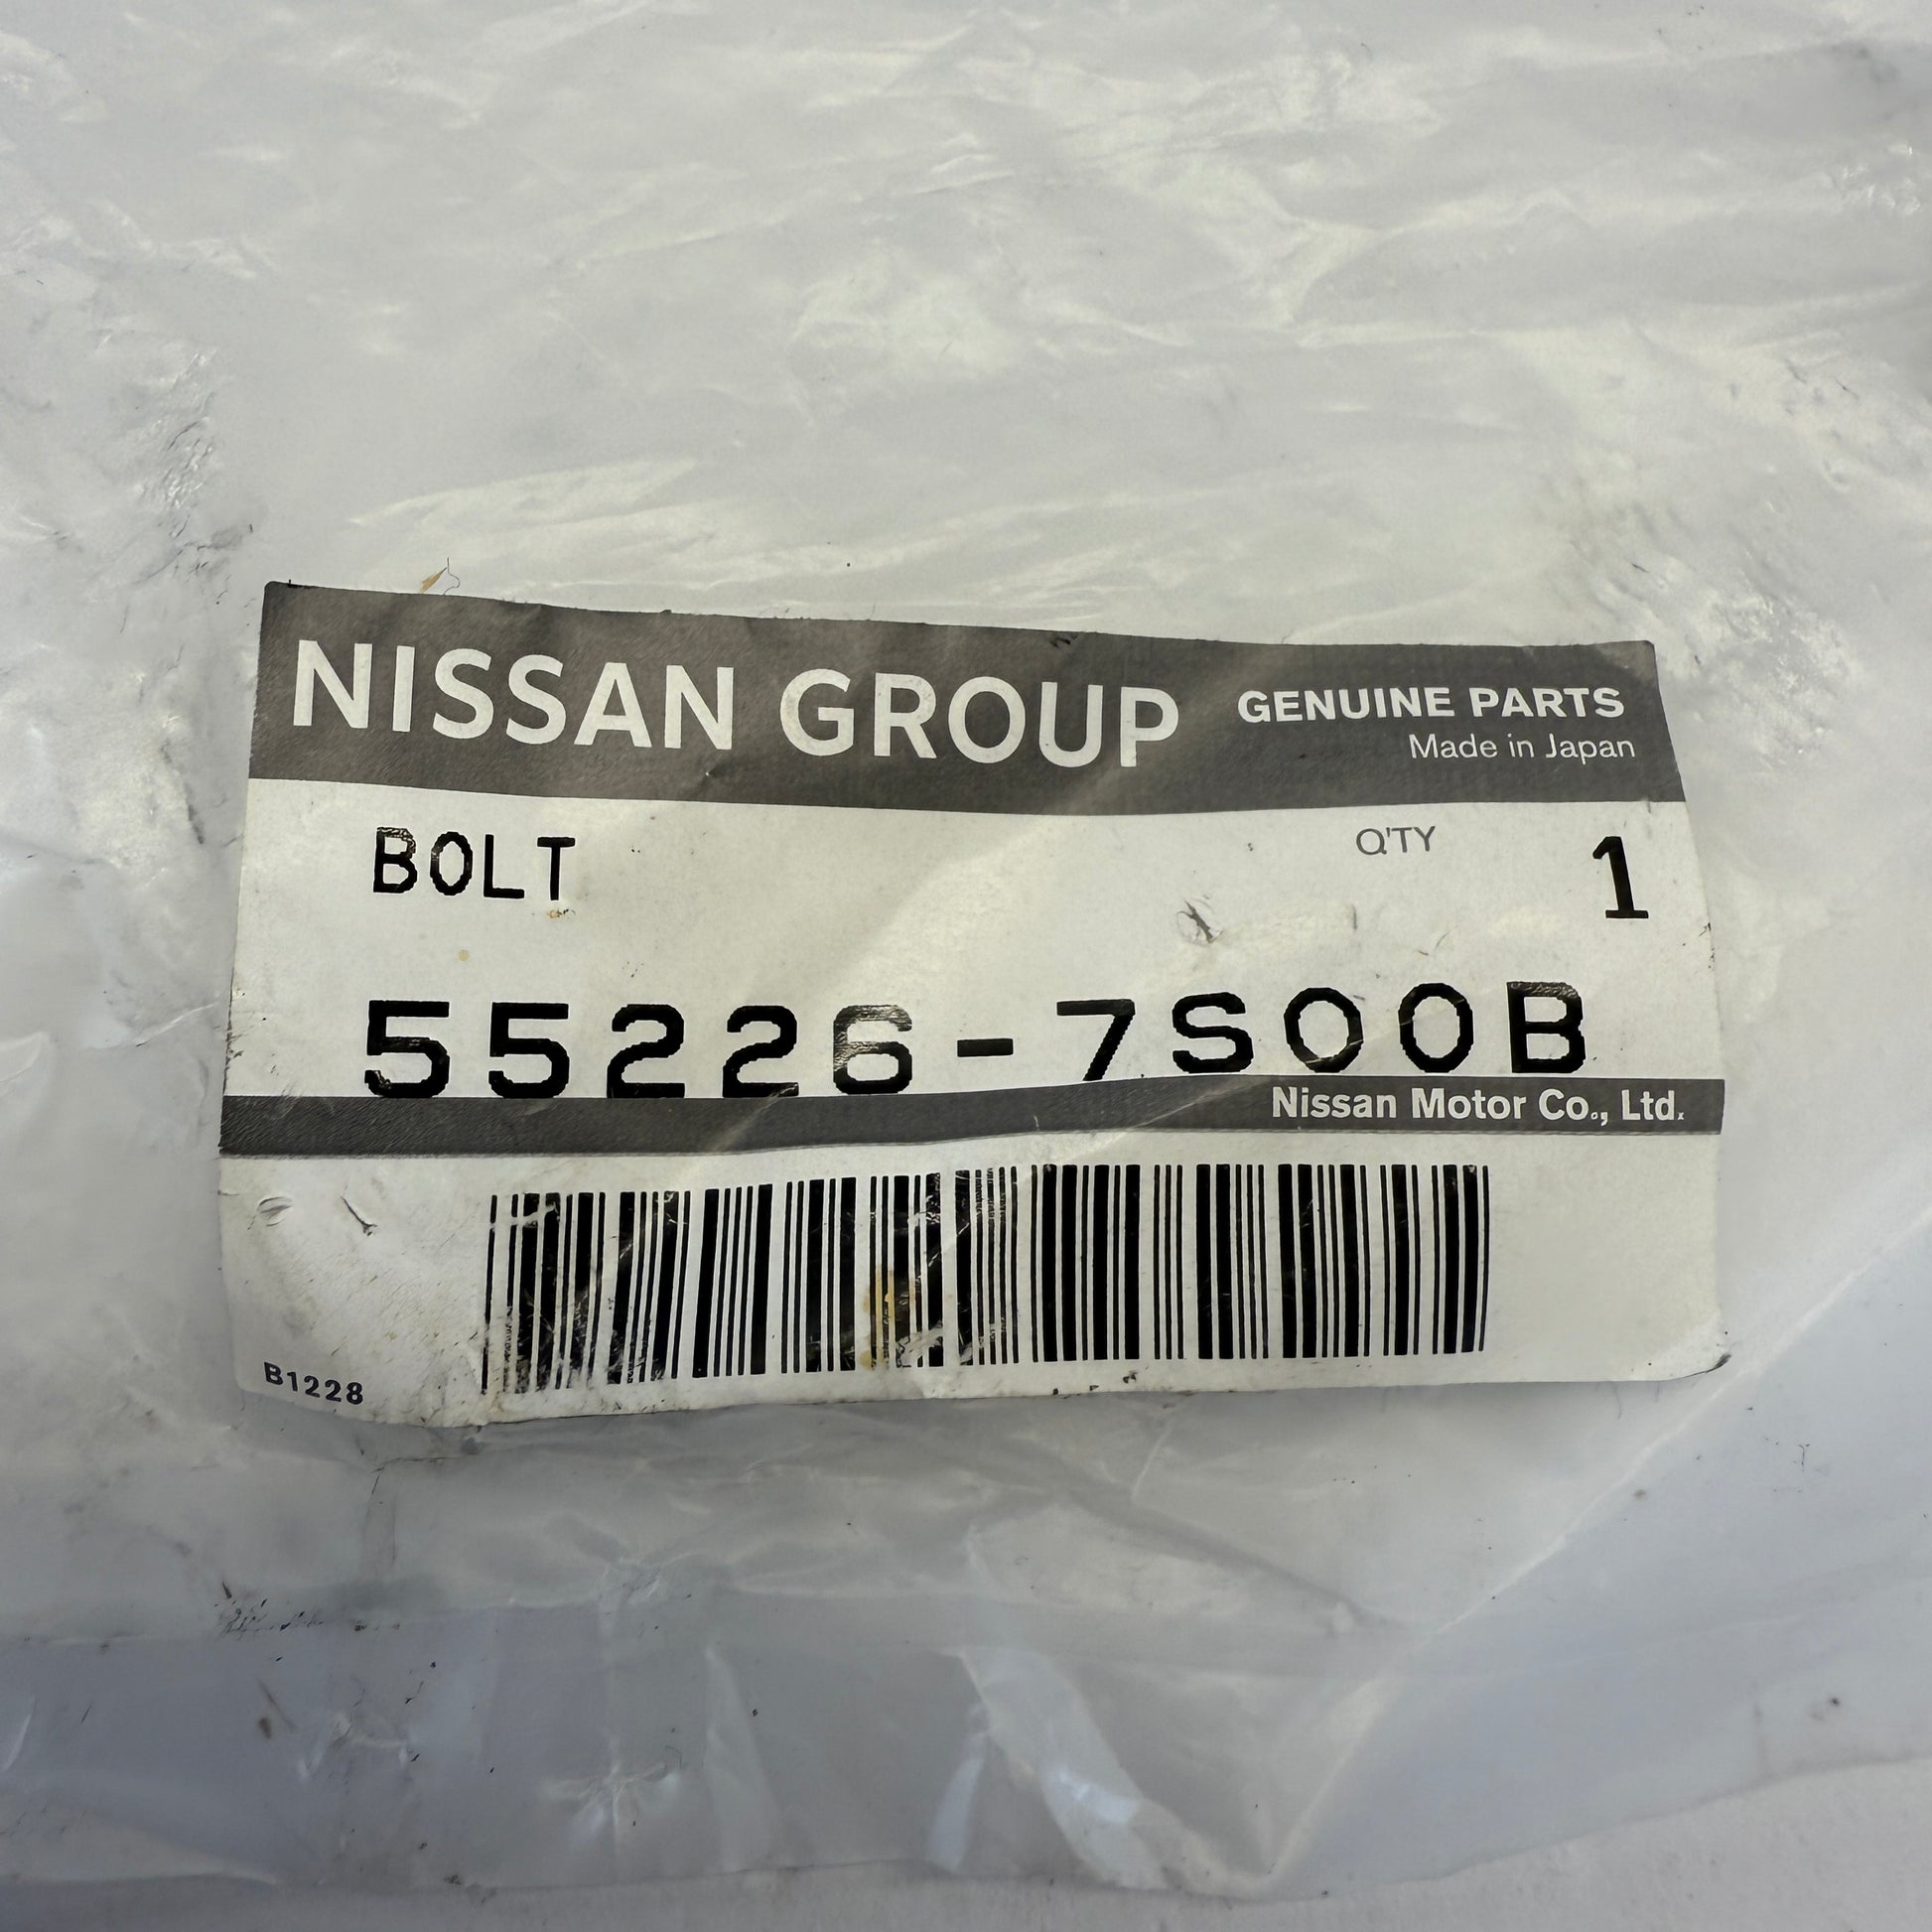 NISSAN GROUP
GENUINE PARTS
Made in Japan
BOLT
Q'TY 1
55226-7S00B
Nissan Motor Co., Ltd.
B1228